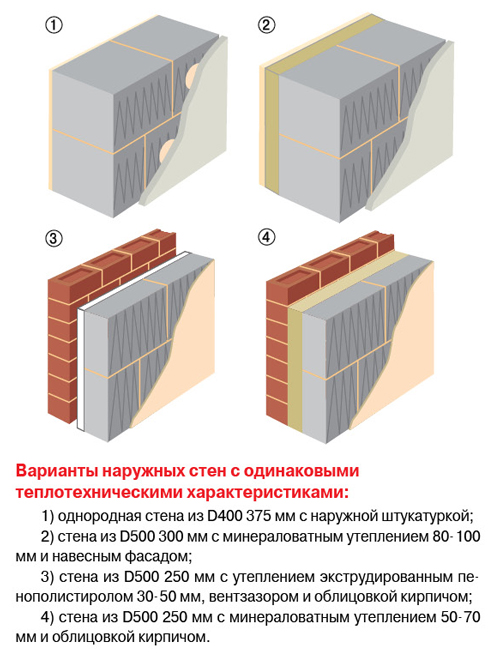 1
2
3
4
Варианты наружных стен с одинаковыми
теплотехническими характеристиками:
1) однородная стена из D400 375 мм с наружной штукатуркой;
2) стена из D500 300 мм с минераловатным утеплением 80-100
мм и навесным фасадом;
3) стена из D500 250 мм с утеплением экструдированным пе-
нополистиролом 30-50 мм, вентзазором и облицовкой кирпичом;
4) стена из D500 250 мм с минераловатным утеплением 50-70
мм и облицовкой кирпичом.